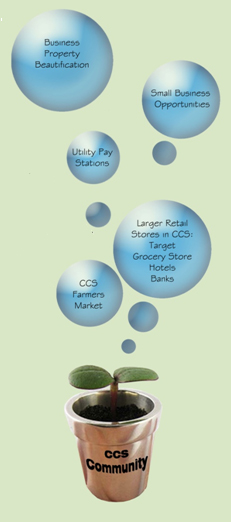 Business
Property
Beautification
Small Business
Opportunities
Utility Pay
Stations
Larger Retail
Stores in CCS:
Target
Grocery Store
Hotels
Banks
CCS
Farmers
Market
CCS
Community